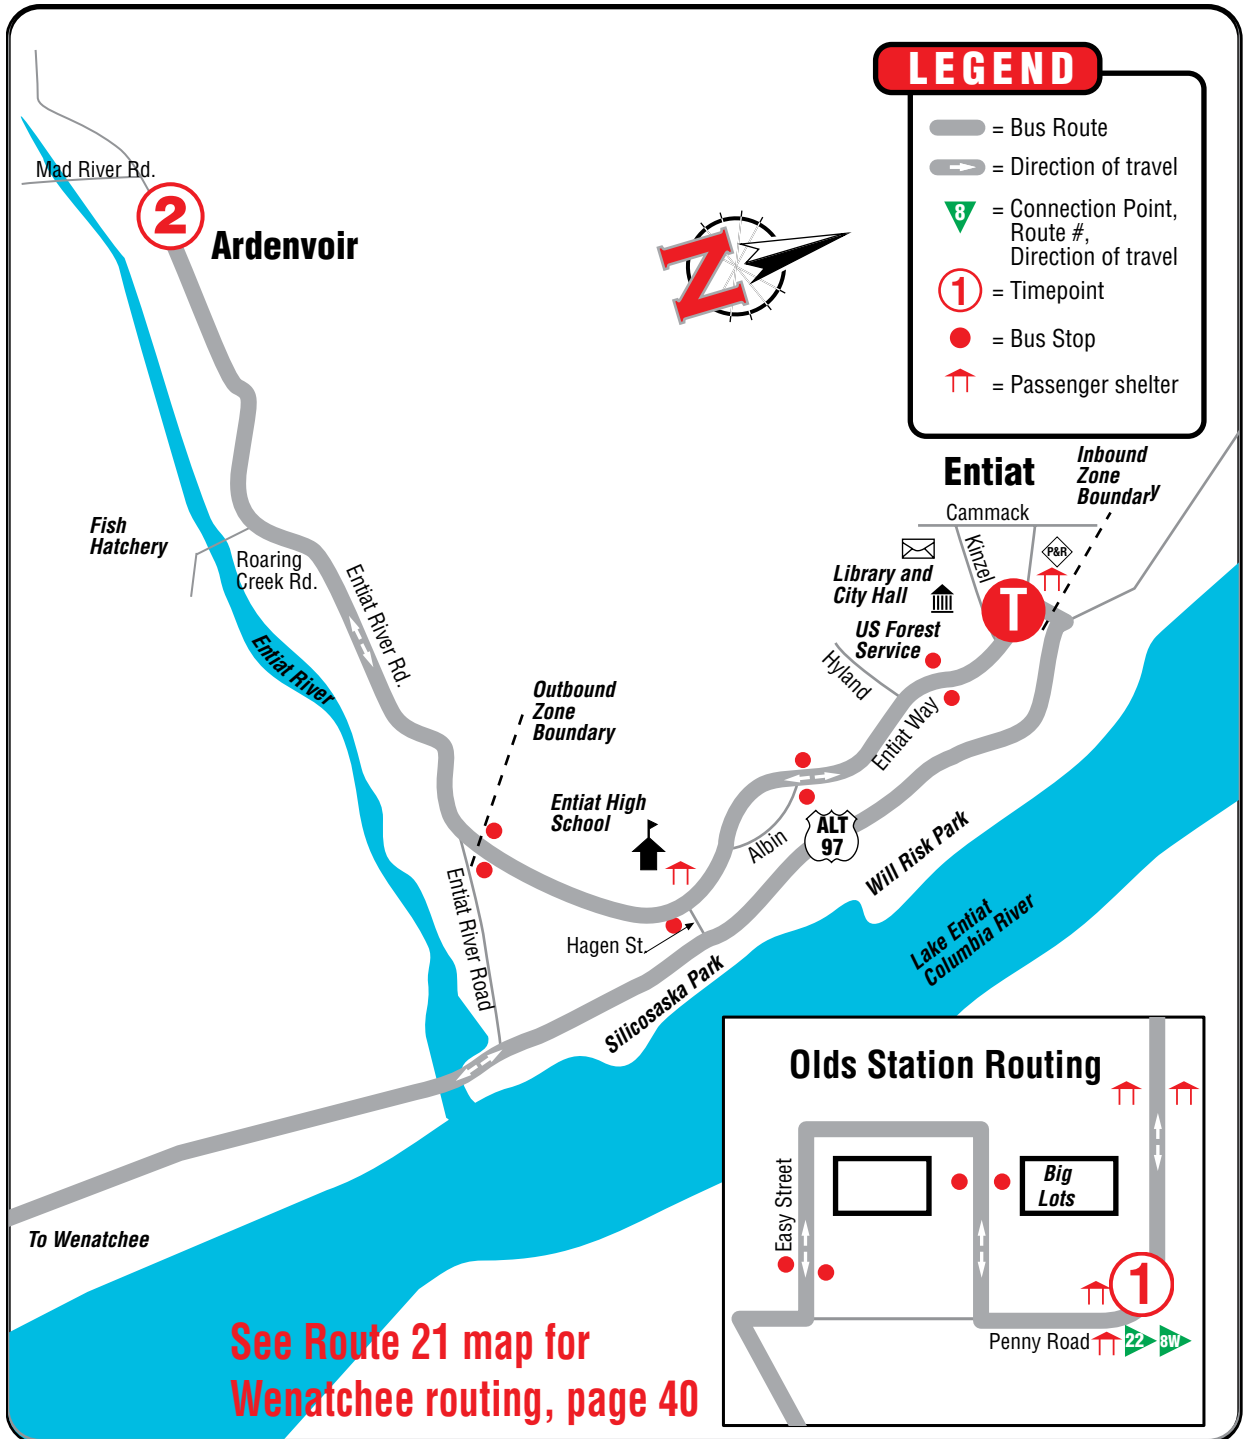 LEGEND
= Bus Route
= Direction of travel
8
= Connection Point,
Route #,
Direction of travel
1
= Timepoint
= Bus Stop
= Passenger shelter
Mad River Rd.
2
Ardenvoir
N
Entiat
Inbound
Zone
Boundary
Cammack
Kinzel
P&R
Library and
City Hall
T
US Forest
Service
Hyland
Entiat Way
Fish
Hatchery
Roaring
Creek Rd.
Entiat River Rd.
Entiat River
Outbound
Zone
Boundary
Entiat High
School
Albin
ALT
97
Will Risk Park
Entiat River Road
Hagen St.
Lake Entiat
Columbia River
Silicosaska Park
To Wenatchee
Olds Station Routing
Easy Street
Big
Lots
1
Penny Road
22
8W
See Route 21 map for
Wenatchee routing, page 40